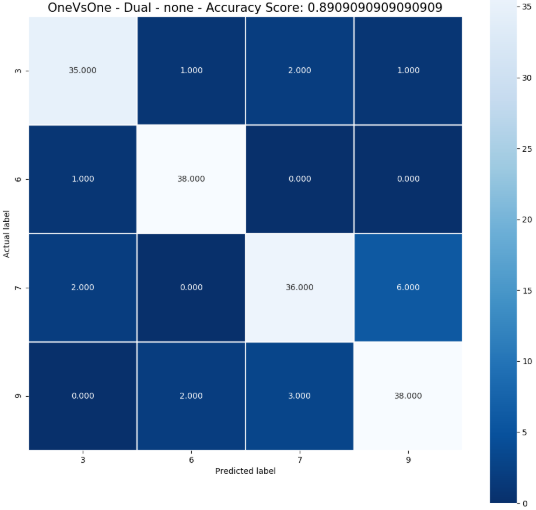 OneVsOne - Dual - none - Accuracy Score: 0.8909090909090909
3 35.000 1.000 2.000 1.000
6 1.000 38.000 0.000 0.000
7 2.000 0.000 36.000 6.000
9 0.000 2.000 3.000 38.000
3 6 7 9
Predicted label
Actual label
35
30
25
20
15
10
5
0